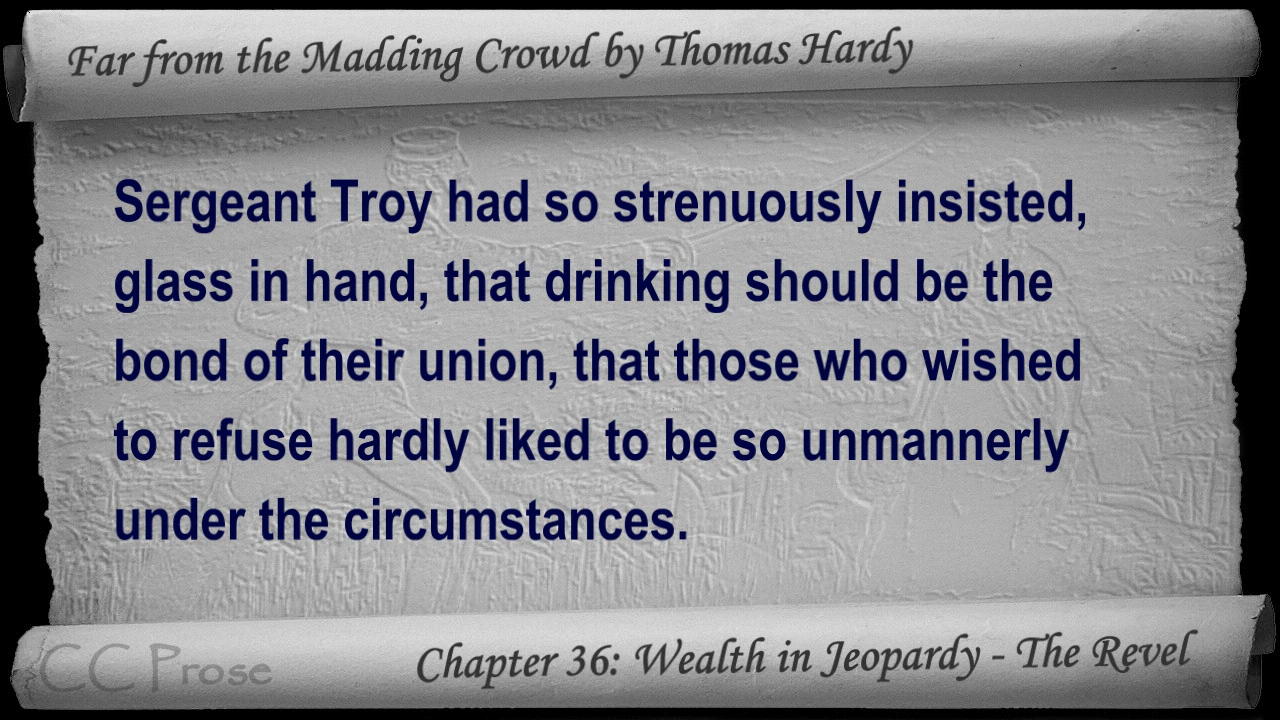 Far from the Madding Crowd by Thomas Hardy
Sergeant Troy had so strenuously insisted,
glass in hand, that drinking should be the
bond of their union, that those who wished
to refuse hardly liked to be so unmannerly
under the circumstances.
CC Prose
Chapter 36: Wealth in Jeopardy - The Revel